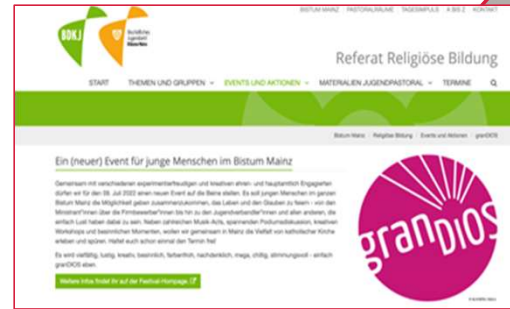 BISTUM MAINZ PASTORALRÄUME TAGESIMPULS A BIS Z KONTAKT
BDKJ
Bischöfliches
Jugendamt
Referat Religiöse Bildung
START THEMEN UND GRUPPEN EVENTS UND AKTIONEN MATERIALIEN JUGENDPASTORAL TERMINE
Bistum Mainz Religiöse Bildung Events und Aktionen granDIOS
Ein (neuer) Event für junge Menschen im Bistum Mainz
Gemeinsam mit verschiedenen experimentierfreudigen und kreativen ehren- und hauptamtlich Engagierten
dürfen wir für den 09. Juli 2022 einen neuen Event auf die Beine stellen. Es soll jungen Menschen im ganzen
Bistum Mainz die Möglichkeit geben zusammenzukommen, das Leben und den Glauben zu feiern - von den
Ministrant*innen über die Firmbewerber*innen bis hin zu den Jugendverbandler*innen und aller anderen, die
einfach Lust haben dabei zu sein. Neben zahlreichen Musik-Acts, spannenden Podiumsdiskussion, kreativen
Workshops und besinnlichen Momenten, wollen wir gemeinsam in Mainz die Vielfalt von katholischer Kirche
erleben und spüren. Haltet euch schon einmal den Termin frei!
Es wird vielfältig, lustig, kreativ, besinnlich, farbenfroh, nachdenklich, mega, chillig, stimmungsvoll - einfach
granDIOS eben.
Weitere Infos findet ihr auf der Festival-Hompage
granDIOS